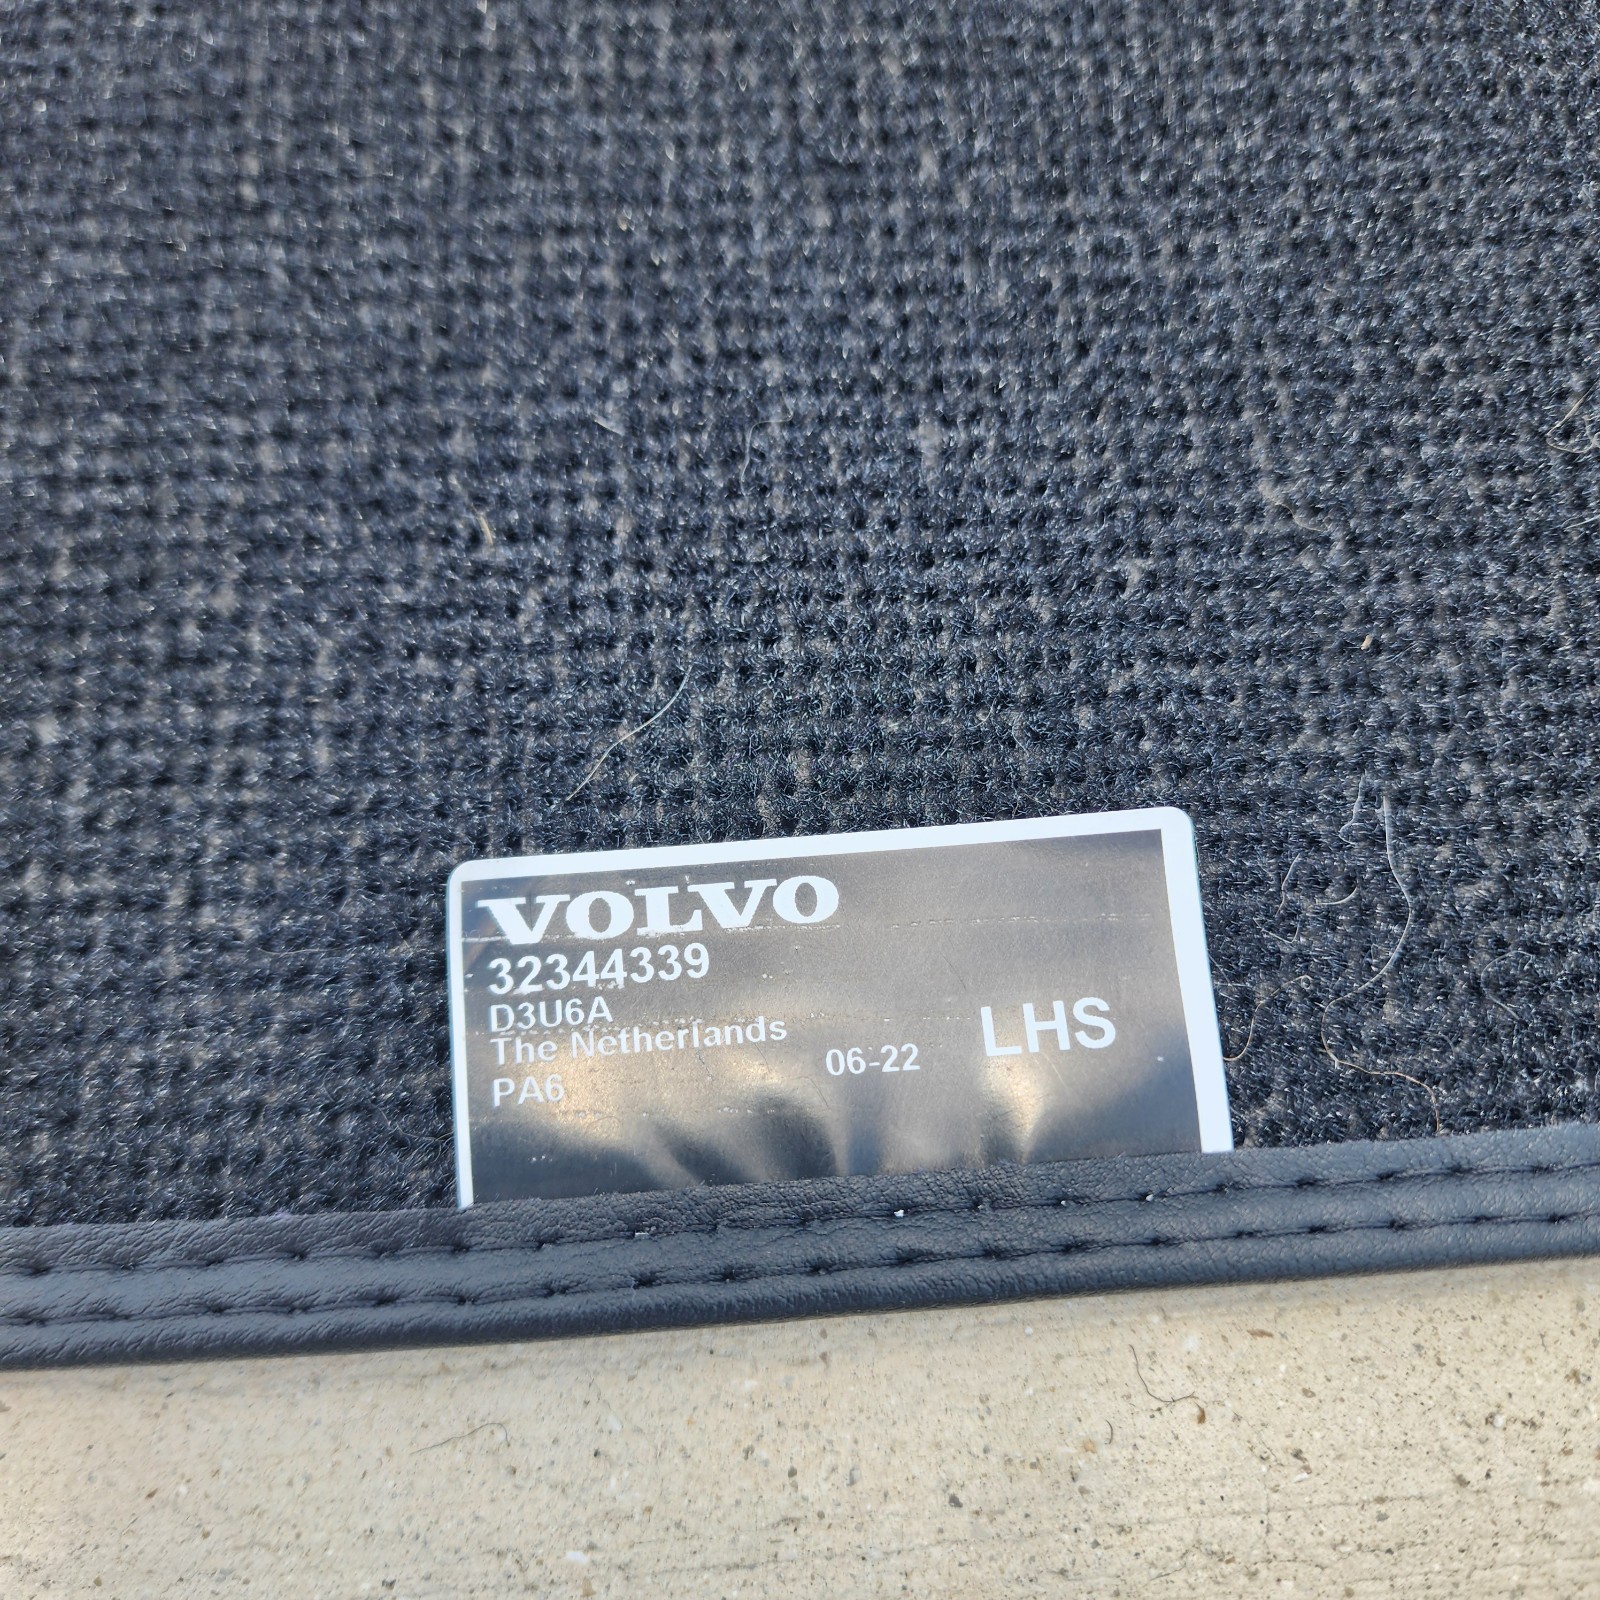 VOLVO
32344339
D3U6A
The Netherlands
PA6
06-22
LHS